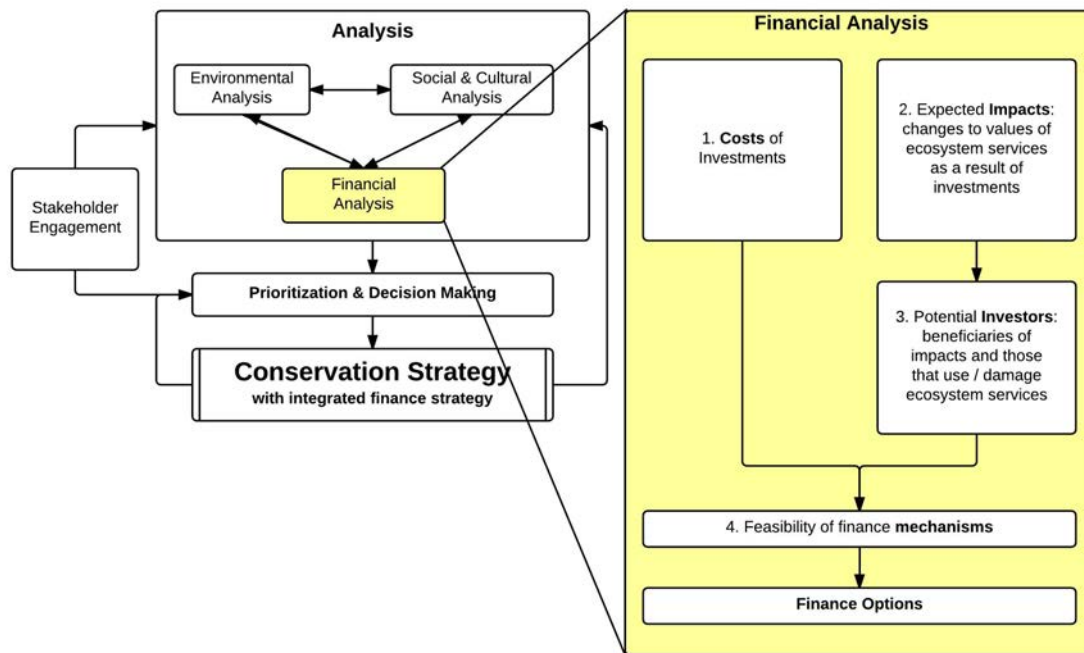 Analysis
Environmental
Analysis
Social & Cultural
Analysis
Financial
Analysis
Stakeholder
Engagement
Prioritization & Decision Making
Conservation Strategy
with integrated finance strategy
Financial Analysis
1. Costs of
Investments
2. Expected Impacts:
changes to values of
ecosystem services
as a result of
investments
3. Potential Investors:
beneficiaries of
impacts and those
that use / damage
ecosystem services
4. Feasibility of finance mechanisms
Finance Options